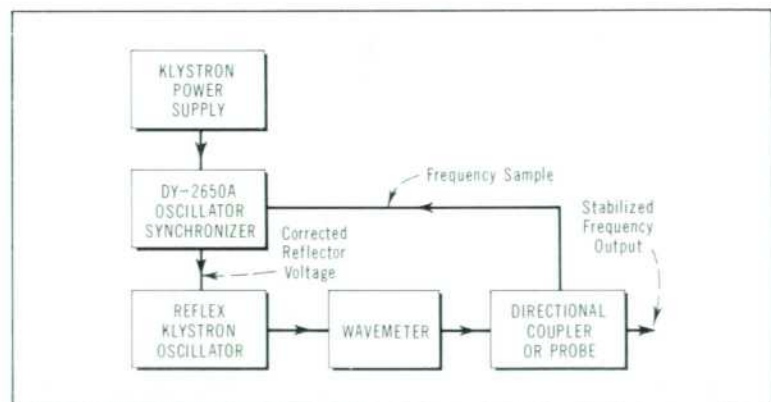 KLYSTRON
POWER
SUPPLY
DY-2650A
OSCILLATOR
SYNCHRONIZER
Frequency Sample
Stabilized
Frequency
Output
Corrected
Reflector
Voltage
REFLEX
KLYSTRON
OSCILLATOR
WAVEMETER
DIRECTIONAL
COUPLER
OR PROBE